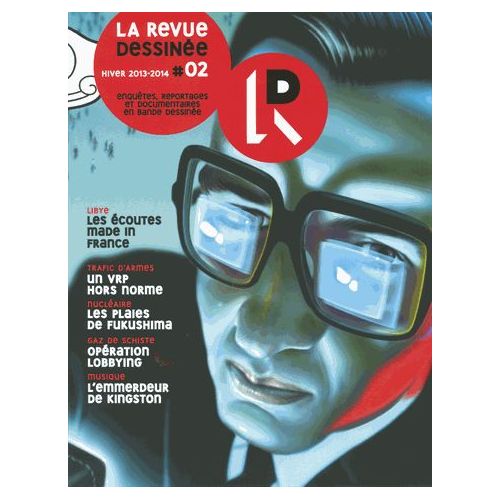 LA REVUE
DESSINÉE
HIVER 2013-2014 #02
ENQUÊTES, REPORTAGES
ET DOCUMENTAIRES
EN BANDE DESSINÉE
LR
LIBYE
LES ÉCOUTES
MADE IN
FRANCE
TRAFIC D'ARMES
UN VRP
HORS NORME
NUCLÉAIRE
LES PLAIES
DE FUKUSHIMA
GAZ DE SCHISTE
OPÉRATION
LOBBYING
MUSIQUE
L'EMMERDEUR
DE KINGSTON